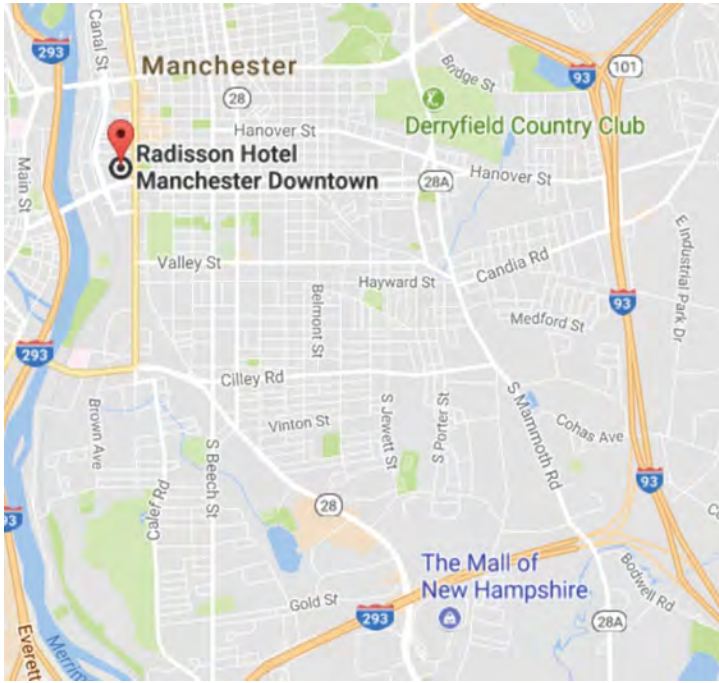 293
Canal St
Manchester
28
Bridge St
93
101
Derryfield Country Club
Hanover St
Radisson Hotel
Manchester Downtown
Main St
Hanover St
28A
E Industrial Park Dr
Valley St
Hayward St
Candia Rd
Belmont St
93
Medford St
293
Cilley Rd
S Mammoth Rd
Brown Ave
Vinton St
S Jewett St
S Porter St
Cohas Ave
S Beech St
Calef Rd
93
28
93
The Mall of
New Hampshire
Bodwell Rd
Gold St
293
28A
Everett
Merrim